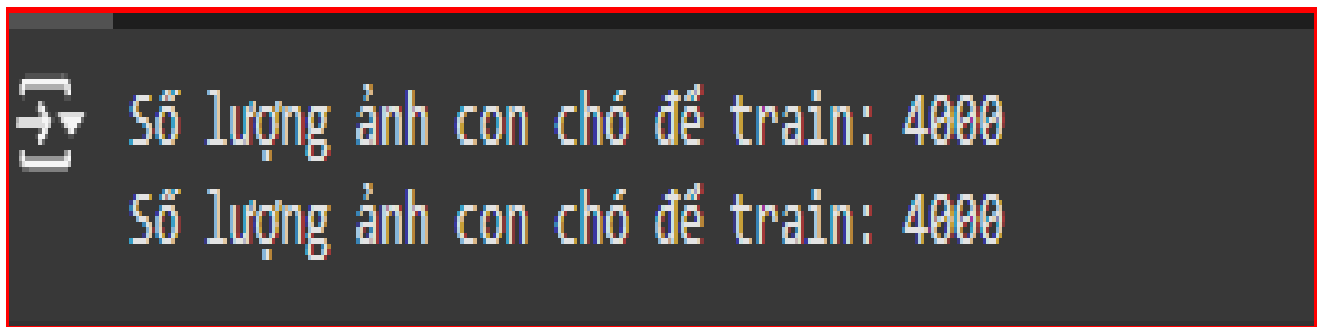 Số lượng ảnh con chó để train: 4000
Số lượng ảnh con chó để train: 4000